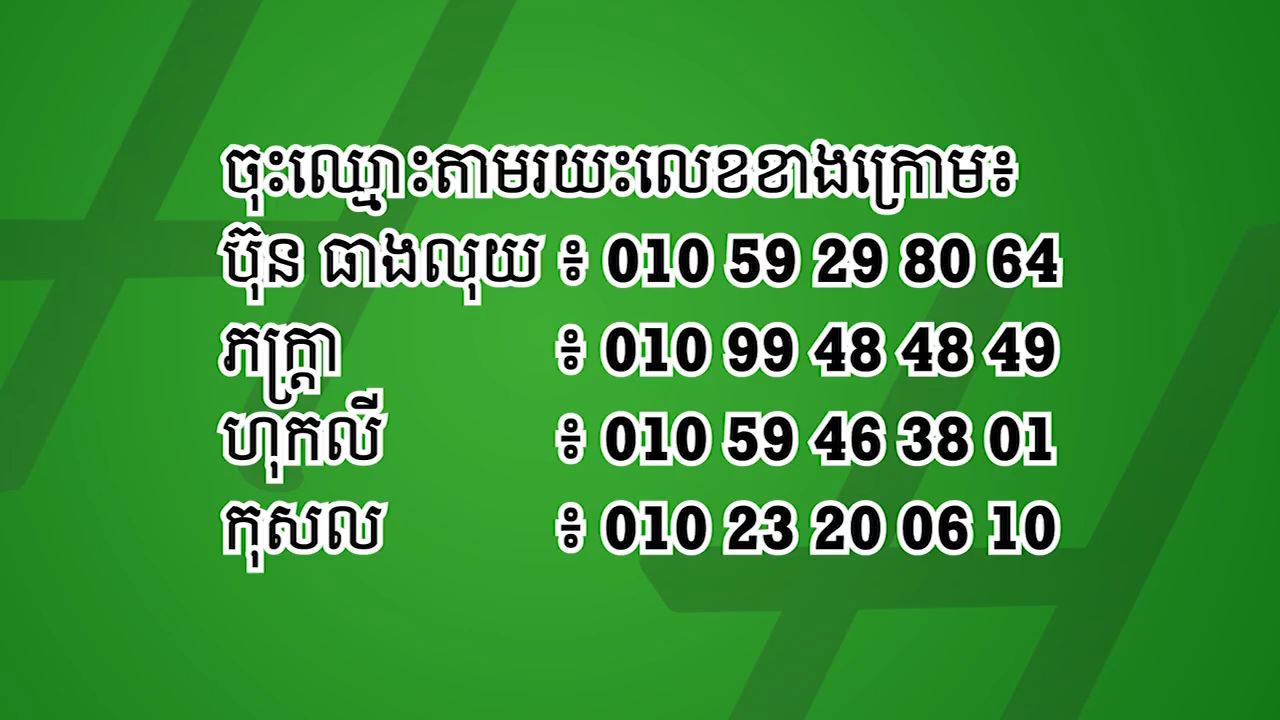 ចុះឈ្មោះតាមរយះលេខខាងក្រោម៖
ប៊ុន ធាងលុយ ៖ 010 59 29 80 64
ភក្ត្រា ៖ 010 99 48 48 49
ហុកលី ៖ 010 59 46 38 01
កុសល ៖ 010 23 20 06 10